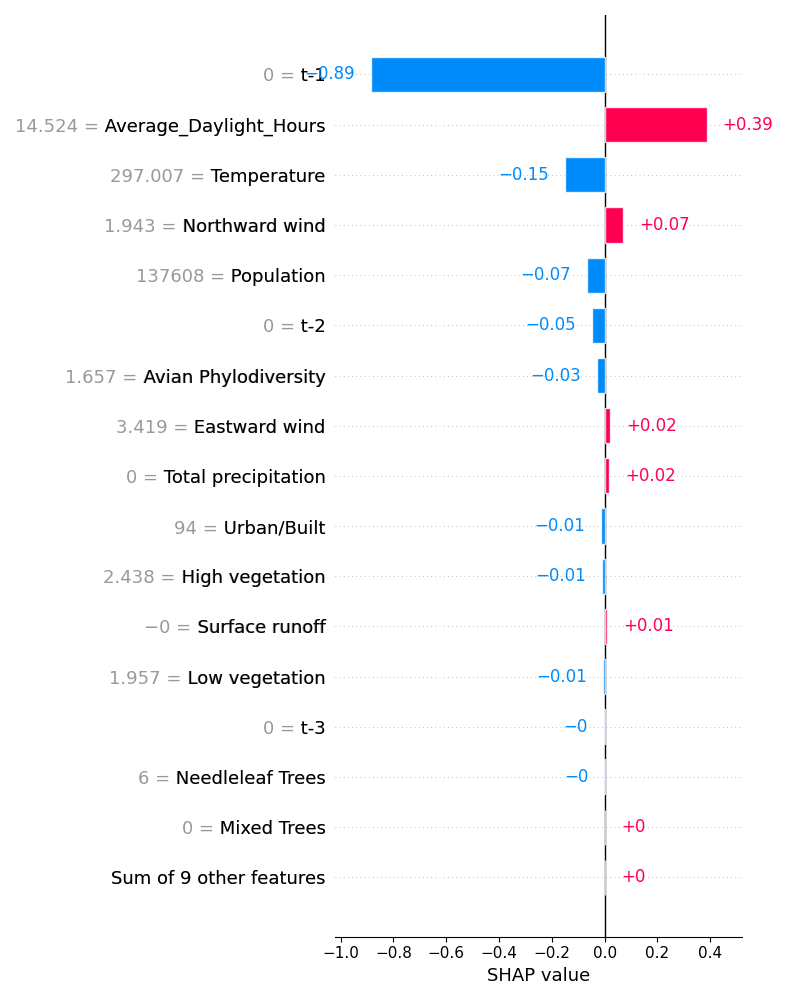 0 = t-1 −0.89
14.524 = Average_Daylight_Hours +0.39
297.007 = Temperature −0.15
1.943 = Northward wind +0.07
137608 = Population −0.07
0 = t-2 −0.05
1.657 = Avian Phylodiversity −0.03
3.419 = Eastward wind +0.02
0 = Total precipitation +0.02
94 = Urban/Built −0.01
2.438 = High vegetation −0.01
−0 = Surface runoff +0.01
1.957 = Low vegetation −0.01
0 = t-3 −0
6 = Needleleaf Trees −0
0 = Mixed Trees +0
Sum of 9 other features +0
−1.0 −0.8 −0.6 −0.4 −0.2 0.0 0.2 0.4
SHAP value